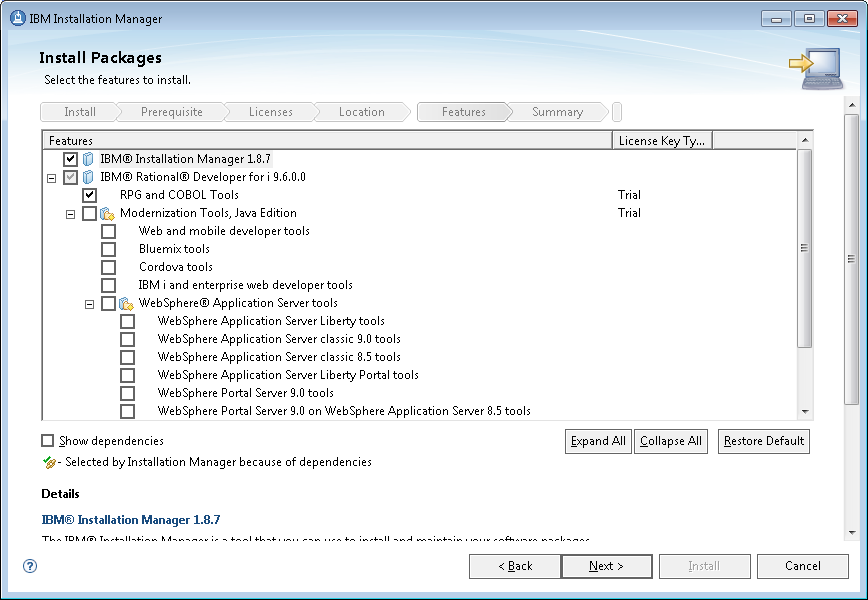 IBM Installation Manager
Install Packages
Select the features to install.
Install Prerequisite Licenses Location Features Summary
Features License Key Ty...
IBM® Installation Manager 1.8.7
IBM® Rational® Developer for i 9.6.0.0
RPG and COBOL Tools Trial
Modernization Tools, Java Edition Trial
Web and mobile developer tools
Bluemix tools
Cordova tools
IBM i and enterprise web developer tools
WebSphere® Application Server tools
WebSphere Application Server Liberty tools
WebSphere Application Server classic 9.0 tools
WebSphere Application Server classic 8.5 tools
WebSphere Application Server Liberty Portal tools
WebSphere Portal Server 9.0 tools
WebSphere Portal Server 9.0 on WebSphere Application Server 8.5 tools
Show dependencies Expand All Collapse All Restore Default
- Selected by Installation Manager because of dependencies
Details
IBM® Installation Manager 1.8.7
The IBM® Installation Manager is a tool that you can use to install and maintain your software packages.
? < Back Next > Install Cancel